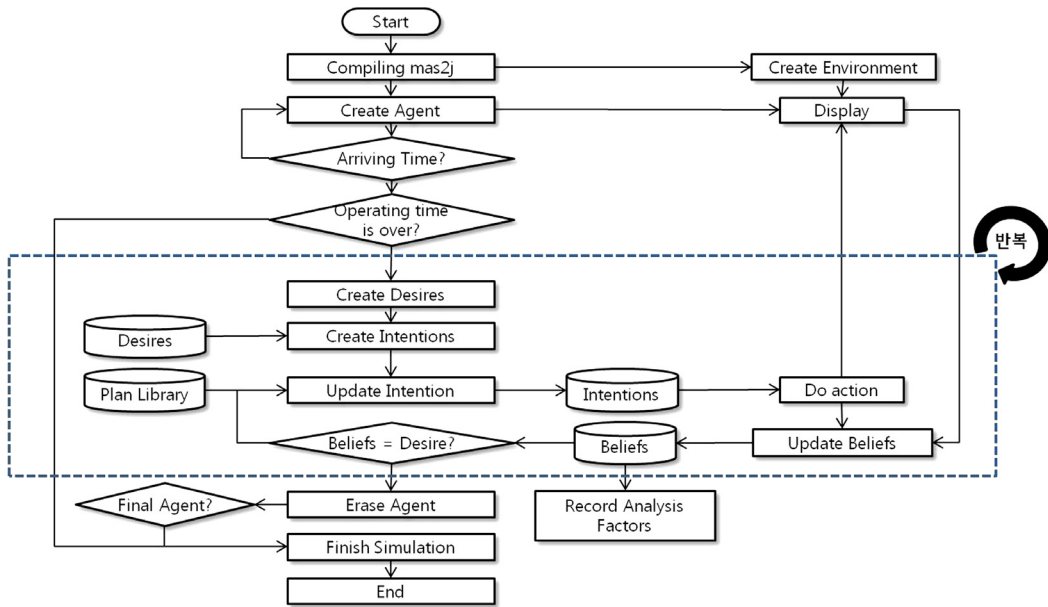 Start
Compiling mas2j
Create Environment
Create Agent
Display
Arriving Time?
Operating time
is over?
반복
Create Desires
Desires
Create Intentions
Plan Library
Update Intention
Intentions
Do action
Beliefs = Desire?
Beliefs
Update Beliefs
Final Agent?
Erase Agent
Record Analysis
Factors
Finish Simulation
End